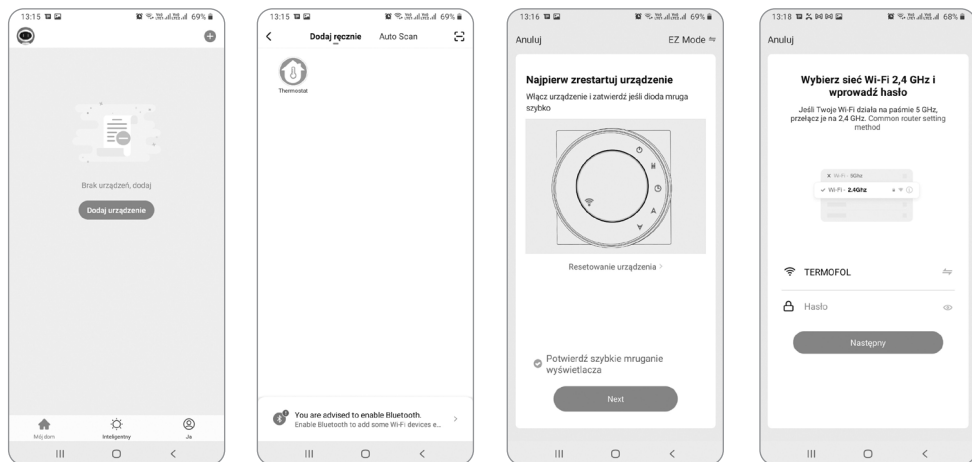 13:15
69%
Brak urządzeń, dodaj
Dodaj urządzenie
Mój dom
Inteligentny
Ja
13:15
69%
Dodaj ręcznie
Auto Scan
Thermostat
You are advised to enable Bluetooth.
Enable Bluetooth to add some Wi-Fi devices e...
13:16
69%
Anuluj
EZ Mode
Najpierw zrestartuj urządzenie
Włącz urządzenie i zatwierdź jeśli dioda mruga
szybko
Resetowanie urządzenia >
Potwierdź szybkie mruganie
wyświetlacza
Next
13:18
68%
Anuluj
Wybierz sieć Wi-Fi 2,4 GHz i
wprowadź hasło
Jeśli Twoje Wi-Fi działa na paśmie 5 GHz,
przełącz je na 2,4 GHz. Common router setting
method
Wi-Fi - 5Ghz
Wi-Fi - 2.4Ghz
TERMOFOL
Hasło
Następny